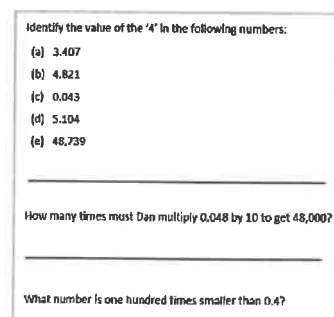 Identify the value of the '4' in the following numbers:
(a) 3.407
(b) 4.821
(c) 0.043
(d) 5.104
(e) 48,739
How many times must Dan multiply 0.048 by 10 to get 48,000?
What number is one hundred times smaller than 0.4?